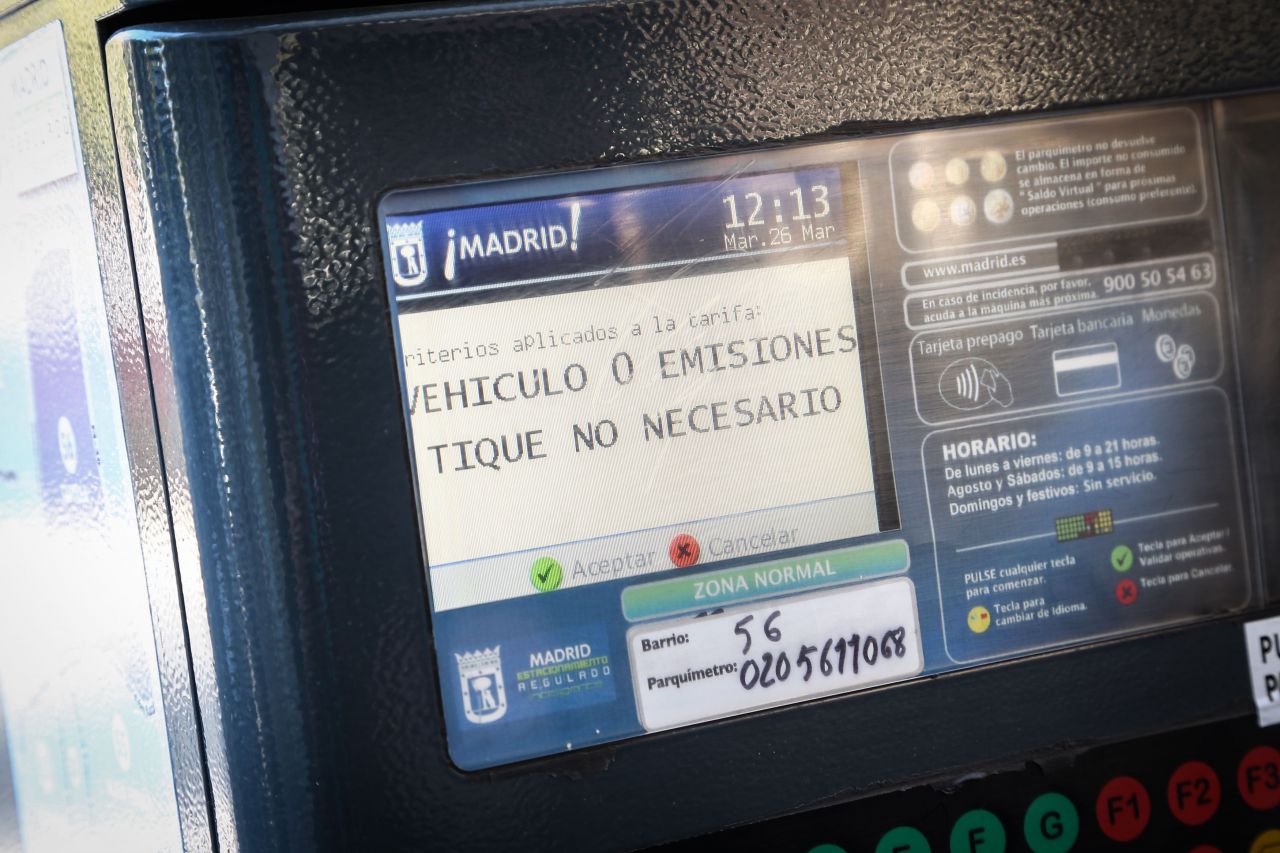 MADRID
¡MADRID!
12:13
Mar.26 Mar
riterios aplicados a la tarifa:
VEHICULO 0 EMISIONES
TIQUE NO NECESARIO
Aceptar
Cancelar
ZONA NORMAL
MADRID
ESTACIONAMIENTO
REGULADO
Barrio: 56
Parquímetro: 0205611068
El parquímetro no devuelve
cambio. El importe no consumido
se almacena en forma de
" Saldo Virtual " para próximas
operaciones (consumo preferente).
www.madrid.es
En caso de incidencia, por favor,
acuda a la máquina más próxima.
900 50 54 63
Tarjeta prepago
Tarjeta bancaria
Monedas
HORARIO:
De lunes a viernes: de 9 a 21 horas.
Agosto y Sábados: de 9 a 15 horas.
Domingos y festivos: Sin servicio.
PULSE cualquier tecla
para comenzar.
Tecla para
cambiar de Idioma.
Tecla para Aceptar/
Validar operativas.
Tecla para Cancelar.
F
G
F1
F2
F3